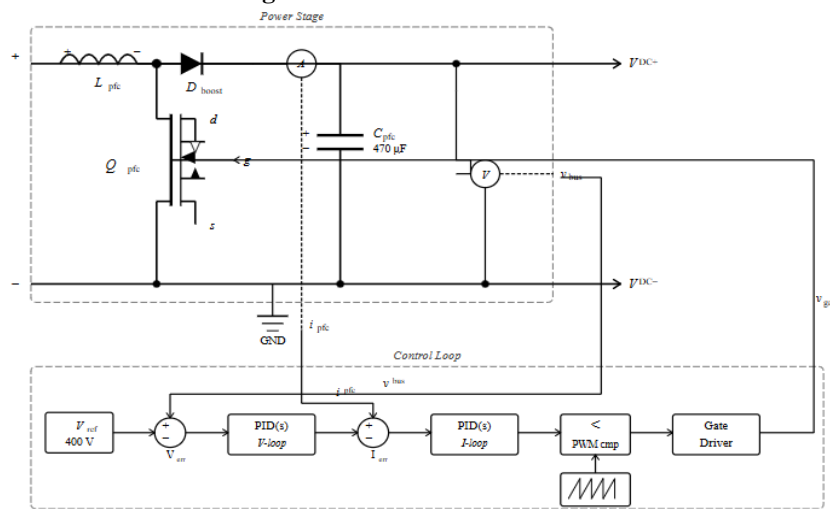 Power Stage
+
+
−
L pfc
D boost
A
V DC−
d
Q pfc
g
s
+
−
C pfc
470 μF
V
v bus
−
V DC−
GND
i pfc
Control Loop
i pfc
v bus
V ref
400 V
+
−
V err
PID(s)
V-loop
+
−
I err
PID(s)
I-loop
<
PWM cmp
Gate
Driver